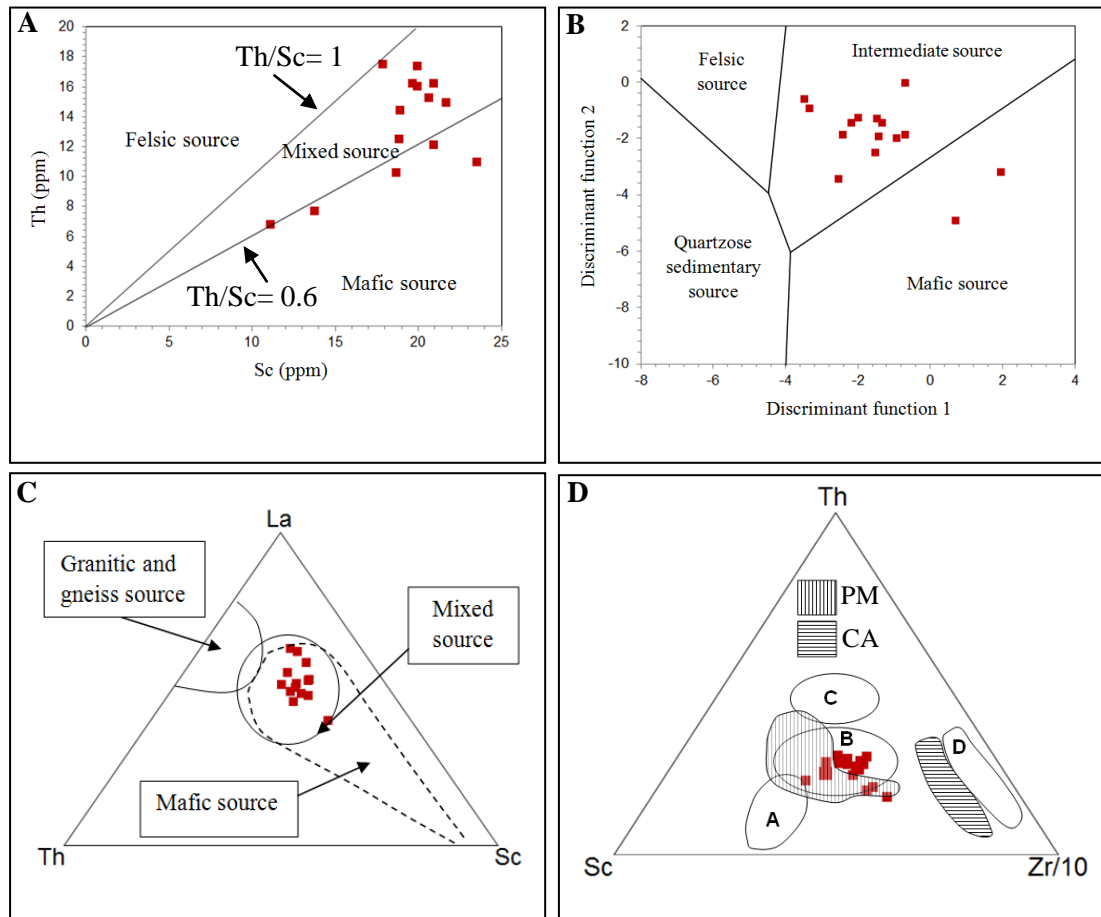 A
20
18
16
14
12
10
8
6
4
2
0
Th (ppm)
Th/Sc= 1
Felsic source
Mixed source
Th/Sc= 0.6
Mafic source
0
5
10
15
20
25
Sc (ppm)
B
2
0
-2
-4
-6
-8
-10
Discriminant function 2
Felsic
source
Intermediate source
Quartzose
sedimentary
source
Mafic source
-8
-6
-4
-2
0
2
4
Discriminant function 1
C
La
Granitic and
gneiss source
Mixed
source
Mafic source
Th
Sc
D
Th
PM
CA
C
B
D
A
Sc
Zr/10